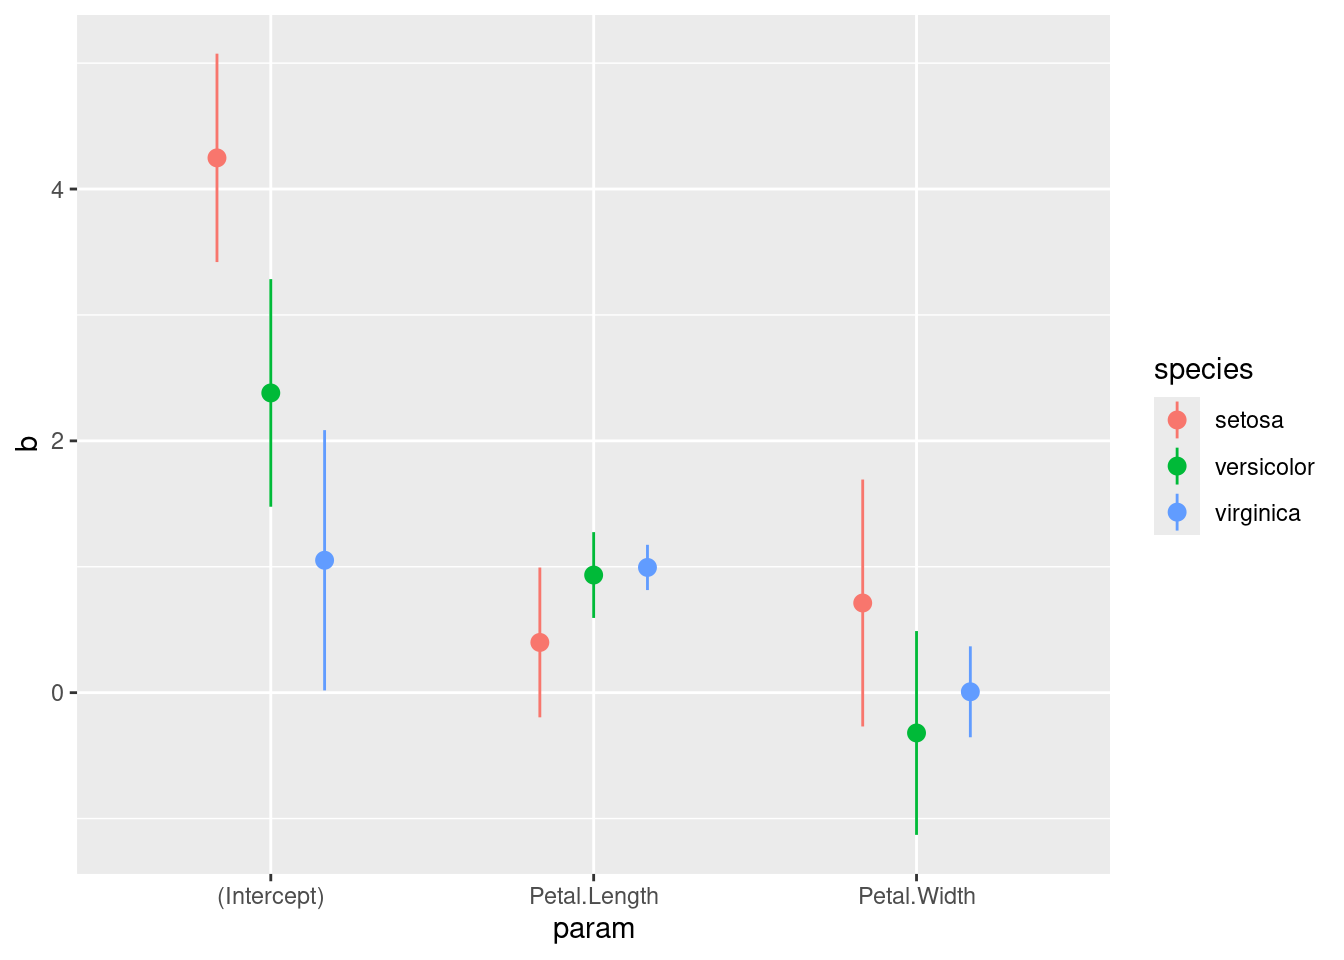 4
2
0
b
(Intercept)
Petal.Length
Petal.Width
param
species
setosa
versicolor
virginica